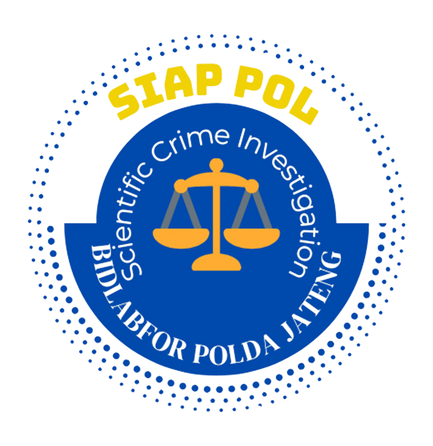 SIAP POL
Scientific Crime Investigation
BIDLABFOR POLDA JATENG